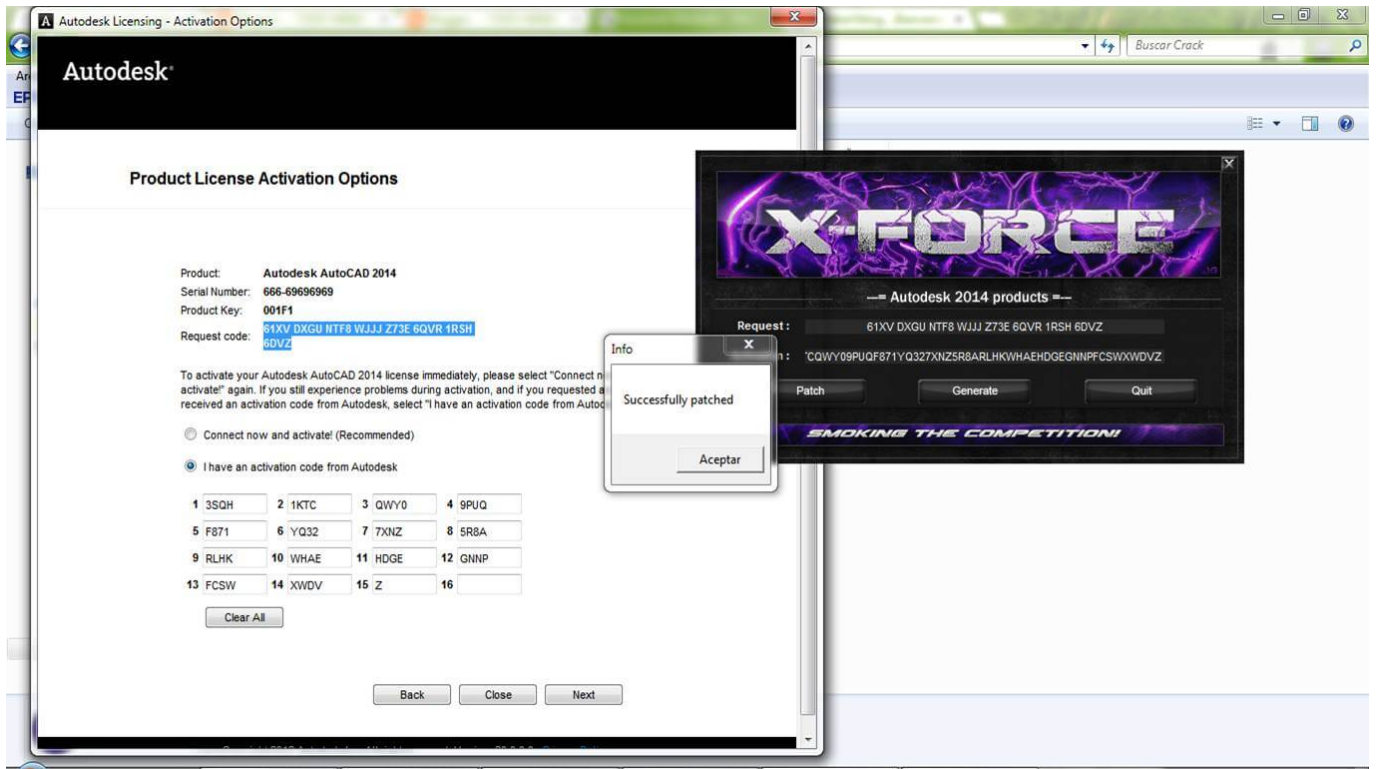 Autodesk Licensing - Activation Options
Buscar Crack
Autodesk
Product License Activation Options
Product: Autodesk AutoCAD 2014
Serial Number: 666-69696969
Product Key: 001F1
Request code: 61XV DXGU NTF8 WJJJ Z73E 6QVR 1RSH
6DVZ
To activate your Autodesk AutoCAD 2014 license immediately, please select "Connect
activate!" again. If you still experience problems during activation, and if you requested
received an activation code from Autodesk, select "I have an activation code from
Connect now and activate! (Recommended)
I have an activation code from Autodesk
1 3SQH 2 1KTC 3 QWY0 4 9PUQ
5 F871 6 YQ32 7 7XNZ 8 5R8A
9 RLHK 10 WHAE 11 HDGE 12 GNNP
13 FCSW 14 XWDV 15 Z 16
Clear All
Back Close Next
X-FORCE
---= Autodesk 2014 products =---
Request: 61XV DXGU NTF8 WJJJ Z73E 6QVR 1RSH 6DVZ
CQWY09PUQF871YQ327XNZ5R8ARLHKWHAEHDGEGNNPFCSWXWDVZ
Patch Generate Quit
SMOKING THE COMPETITION!
Info
Successfully patched
Aceptar